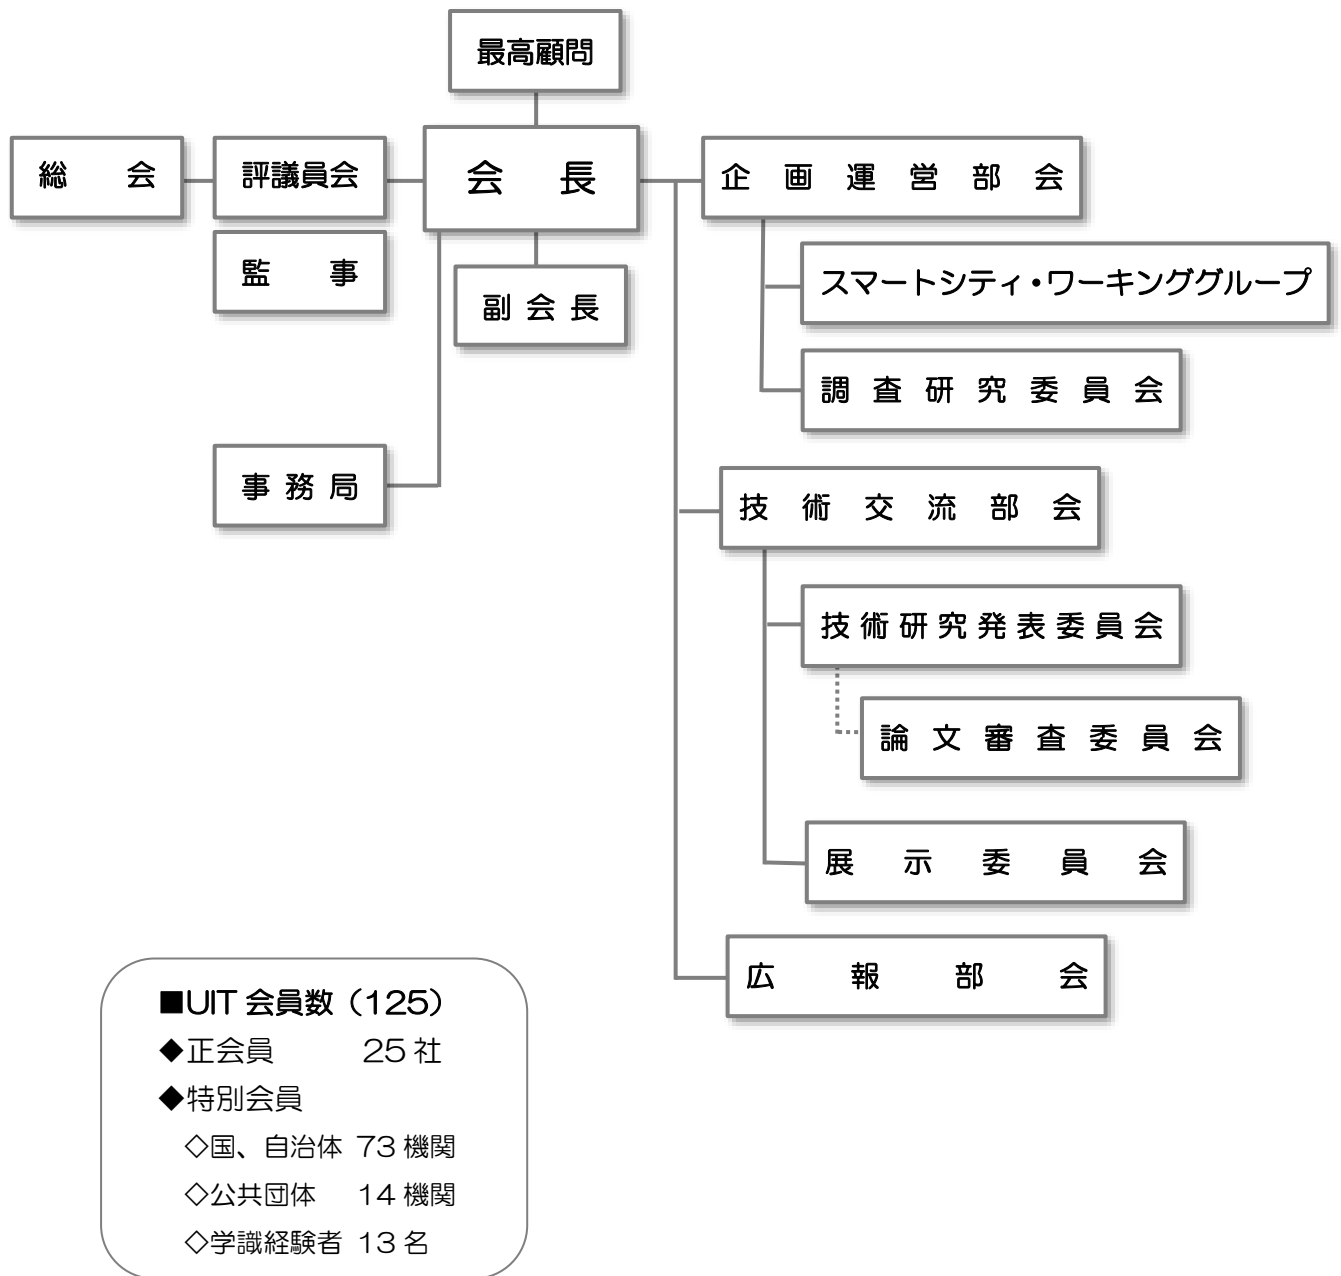 最高顧問
総会
評議員会
会長
企画運営部会
監事
副会長
スマートシティ・ワーキンググループ
調査研究委員会
事務局
技術交流部会
技術研究発表委員会
論文審査委員会
展示委員会
広報部会
■UIT 会員数（125）
◆正会員 25 社
◆特別会員
◇国、自治体 73 機関
◇公共団体 14 機関
◇学識経験者 13 名